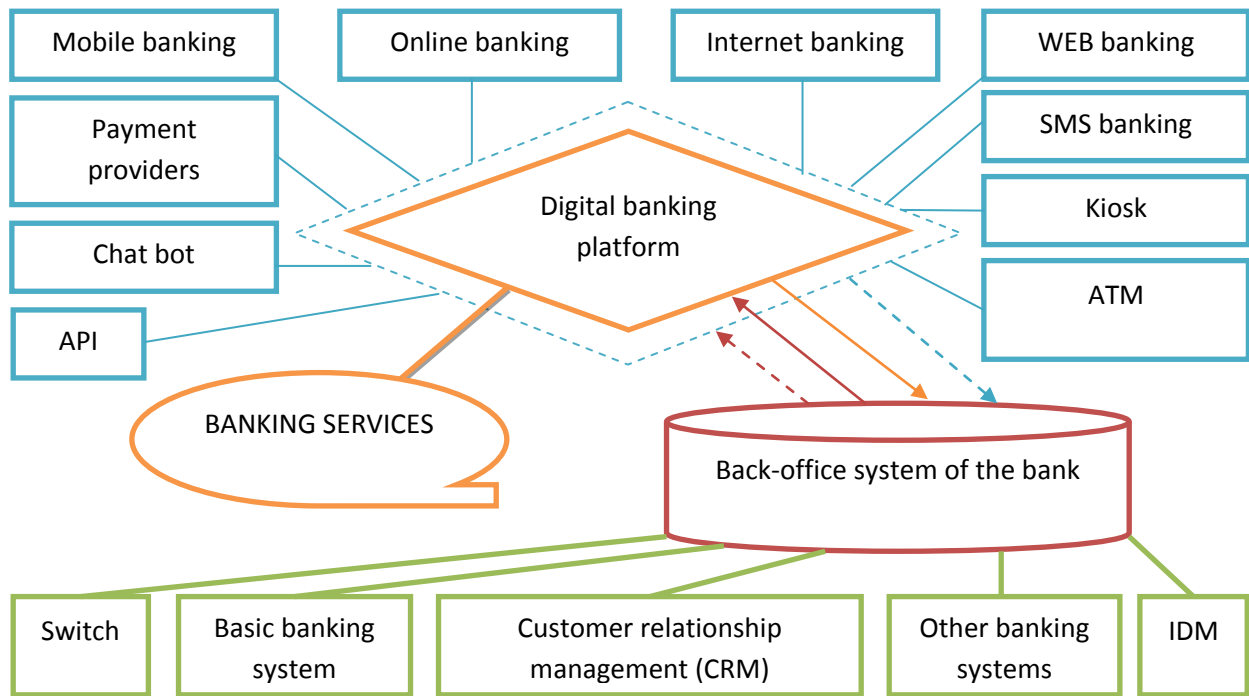 Mobile banking
Online banking
Internet banking
WEB banking
Payment
providers
SMS banking
Digital banking
platform
Kiosk
Chat bot
ATM
API
BANKING SERVICES
Back-office system of the bank
Switch
Basic banking
system
Customer relationship
management (CRM)
Other banking
systems
IDM